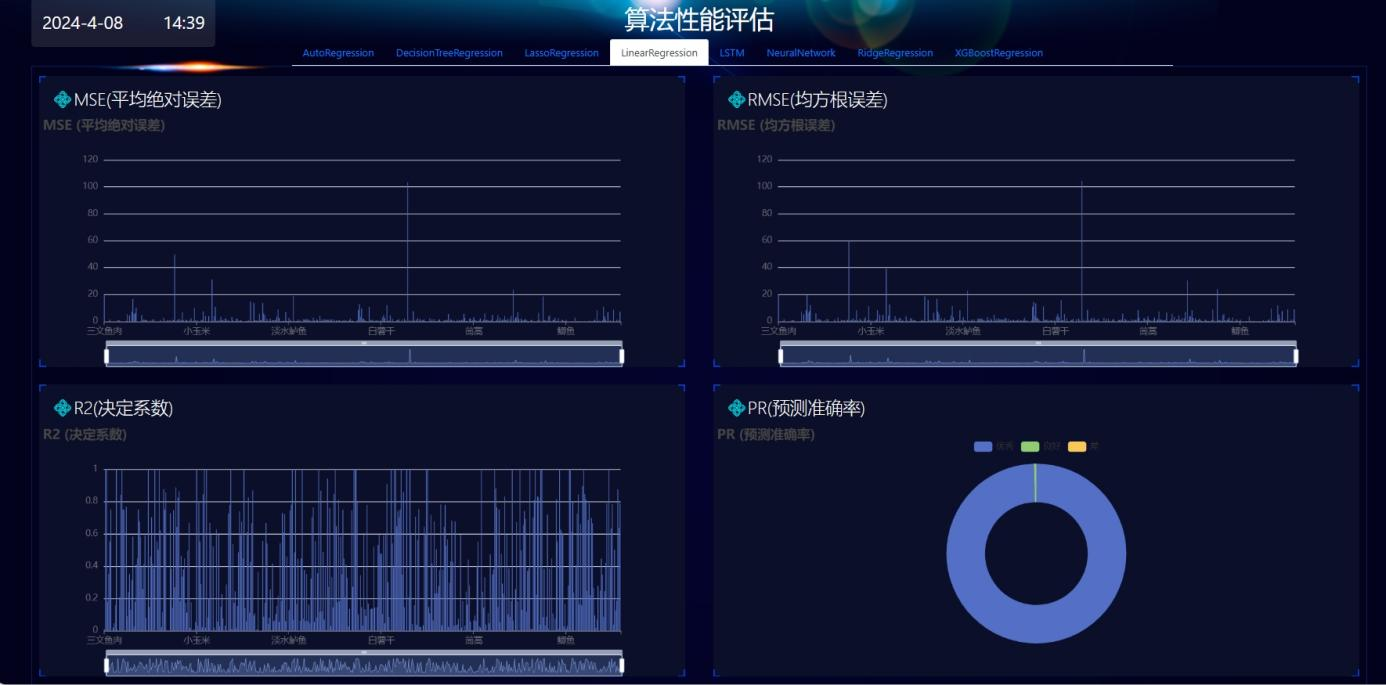 2024-4-08 14:39
算法性能评估
AutoRegression DecisionTreeRegression LassoRegression LinearRegression LSTM NeuralNetwork RidgeRegression XGBoostRegression
MSE(平均绝对误差)
MSE (平均绝对误差)
120
100
80
60
40
20
0
三文鱼肉 小玉米 淡水鲈鱼 白薯干 茼蒿 鲫鱼
RMSE(均方根误差)
RMSE (均方根误差)
120
100
80
60
40
20
0
三文鱼肉 小玉米 淡水鲈鱼 白薯干 茼蒿 鲫鱼
R2(决定系数)
R2 (决定系数)
1
0.8
0.6
0.4
0.2
0
三文鱼肉 小玉米 淡水鲈鱼 白薯干 茼蒿 鲫鱼
PR(预测准确率)
PR (预测准确率)
优秀 良好 差